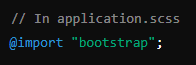 // In application.scss
@import "bootstrap";